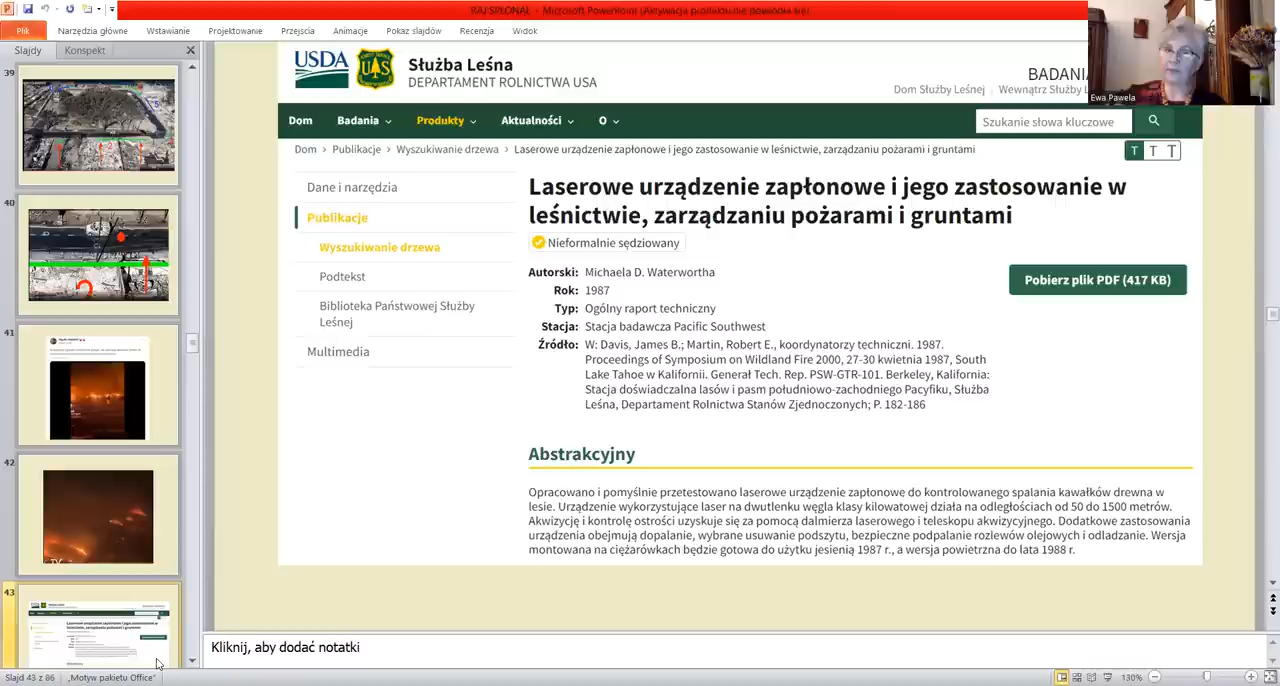 RAJ SPŁONĄŁ - Microsoft PowerPoint (Aktywacja produktu nie powiodła się)
Plik Narzędzia główne Wstawianie Projektowanie Przejścia Animacje Pokaz slajdów Recenzja Widok
Slajdy Konspekt
39
40
41
42
43
USDA
UAS
Służba Leśna
DEPARTAMENT ROLNICTWA USA
BADANIA
Dom Służby Leśnej Wewnątrz Służby L
Ewa Pawela
Dom Badania Produkty Aktualności O
Szukanie słowa kluczowe
Dom > Publikacje > Wyszukiwanie drzewa > Laserowe urządzenie zapłonowe i jego zastosowanie w leśnictwie, zarządzaniu pożarami i gruntami
T T T
Dane i narzędzia
Publikacje
Wyszukiwanie drzewa
Podtekst
Biblioteka Państwowej Służby
Leśnej
Multimedia
Laserowe urządzenie zapłonowe i jego zastosowanie w
leśnictwie, zarządzaniu pożarami i gruntami
Nieformalnie sędziowany
Autorski: Michaela D. Waterwortha
Rok: 1987
Typ: Ogólny raport techniczny
Stacja: Stacja badawcza Pacific Southwest
Źródło: W: Davis, James B.; Martin, Robert E., koordynatorzy techniczni. 1987.
Proceedings of Symposium on Wildland Fire 2000, 27-30 kwietnia 1987, South
Lake Tahoe w Kalifornii. Generał Tech. Rep. PSW-GTR-101. Berkeley, Kalifornia:
Stacja doświadczalna lasów i pasm południowo-zachodniego Pacyfiku, Służba
Leśna, Departament Rolnictwa Stanów Zjednoczonych; P. 182-186
Pobierz plik PDF (417 KB)
Abstrakcyjny
Opracowano i pomyślnie przetestowano laserowe urządzenie zapłonowe do kontrolowanego spalania kawałków drewna w
lesie. Urządzenie wykorzystujące laser na dwutlenku węgla klasy kilowatowej działa na odległościach od 50 do 1500 metrów.
Akwizycję i kontrolę ostrości uzyskuje się za pomocą dalmierza laserowego i teleskopu akwizycyjnego. Dodatkowe zastosowania
urządzenia obejmują dopalanie, wybrane usuwanie podszytu, bezpieczne podpalanie rozlewów olejowych i odladzanie. Wersja
montowana na ciężarówkach będzie gotowa do użytku jesienią 1987 r., a wersja powietrzna do lata 1988 r.
Kliknij, aby dodać notatki
Slajd 43 z 86 „Motyw pakietu Office” 130%